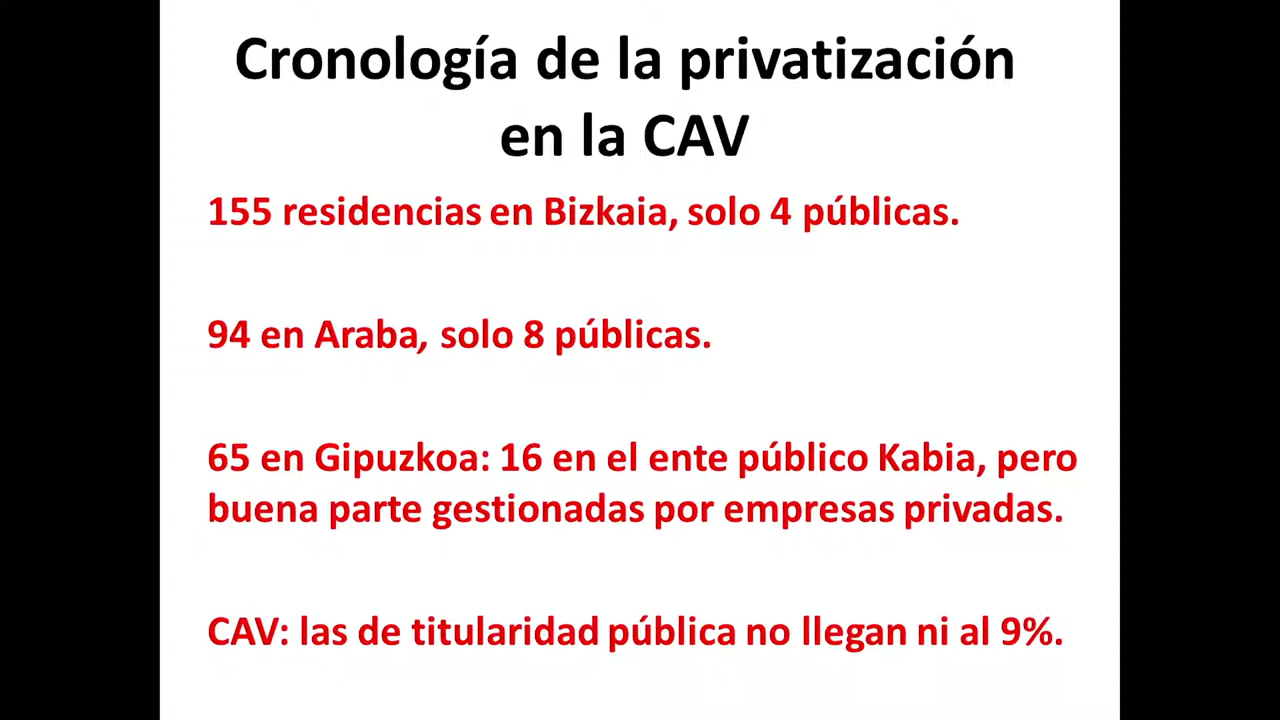 Cronología de la privatización
en la CAV
155 residencias en Bizkaia, solo 4 públicas.
94 en Araba, solo 8 públicas.
65 en Gipuzkoa: 16 en el ente público Kabia, pero
buena parte gestionadas por empresas privadas.
CAV: las de titularidad pública no llegan ni al 9%.